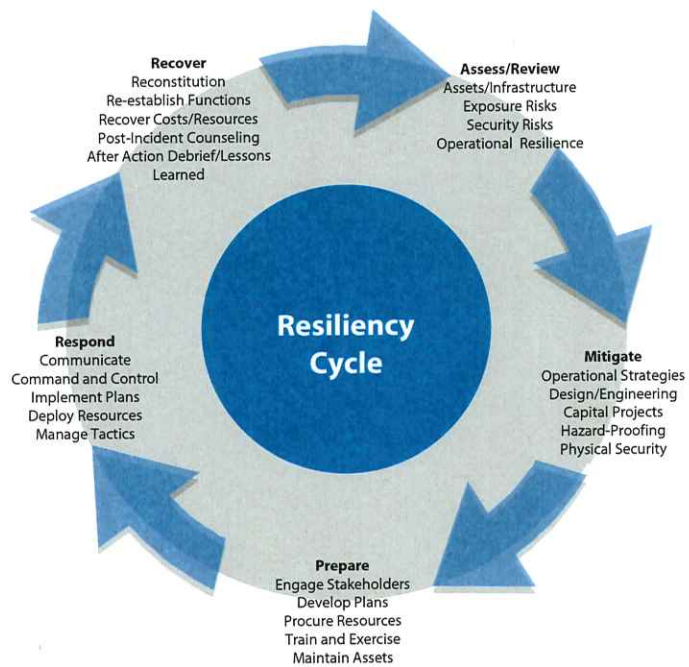 Recover
Reconstitution
Re-establish Functions
Recover Costs/Resources
Post-Incident Counseling
After Action Debrief/Lessons
Learned
Assess/Review
Assets/Infrastructure
Exposure Risks
Security Risks
Operational Resilience
Resiliency
Cycle
Respond
Communicate
Command and Control
Implement Plans
Deploy Resources
Manage Tactics
Mitigate
Operational Strategies
Design/Engineering
Capital Projects
Hazard-Proofing
Physical Security
Prepare
Engage Stakeholders
Develop Plans
Procure Resources
Train and Exercise
Maintain Assets